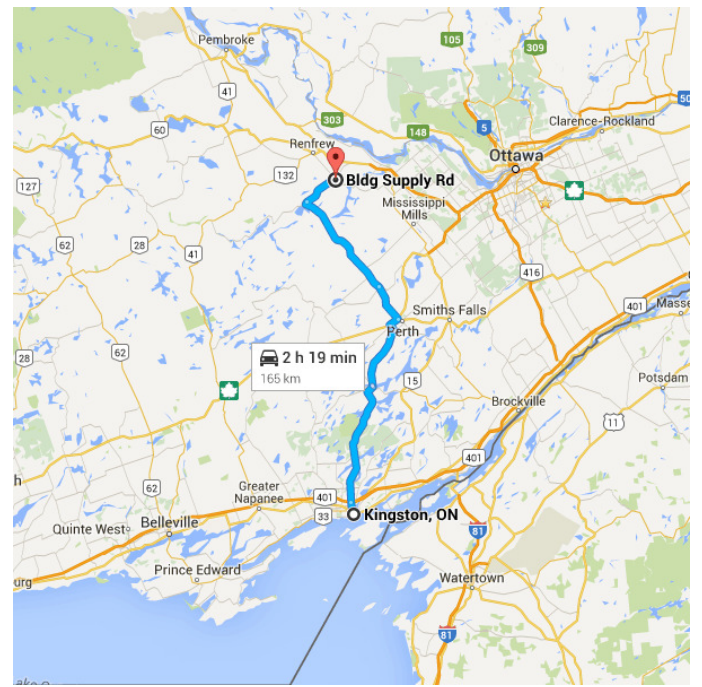 105
309
Pembroke
41
50
303
148
5
Clarence-Rockland
60
Renfrew
Ottawa
132
Bldg Supply Rd
127
Mississippi
Mills
62
28
41
416
401
Masse
Smiths Falls
Perth
28
62
2 h 19 min
165 km
15
Potsdam
Brockville
11
h
401
62
Greater
Napanee
401
33
Kingston, ON
Quinte West
Belleville
81
Prince Edward
urg
Watertown
81